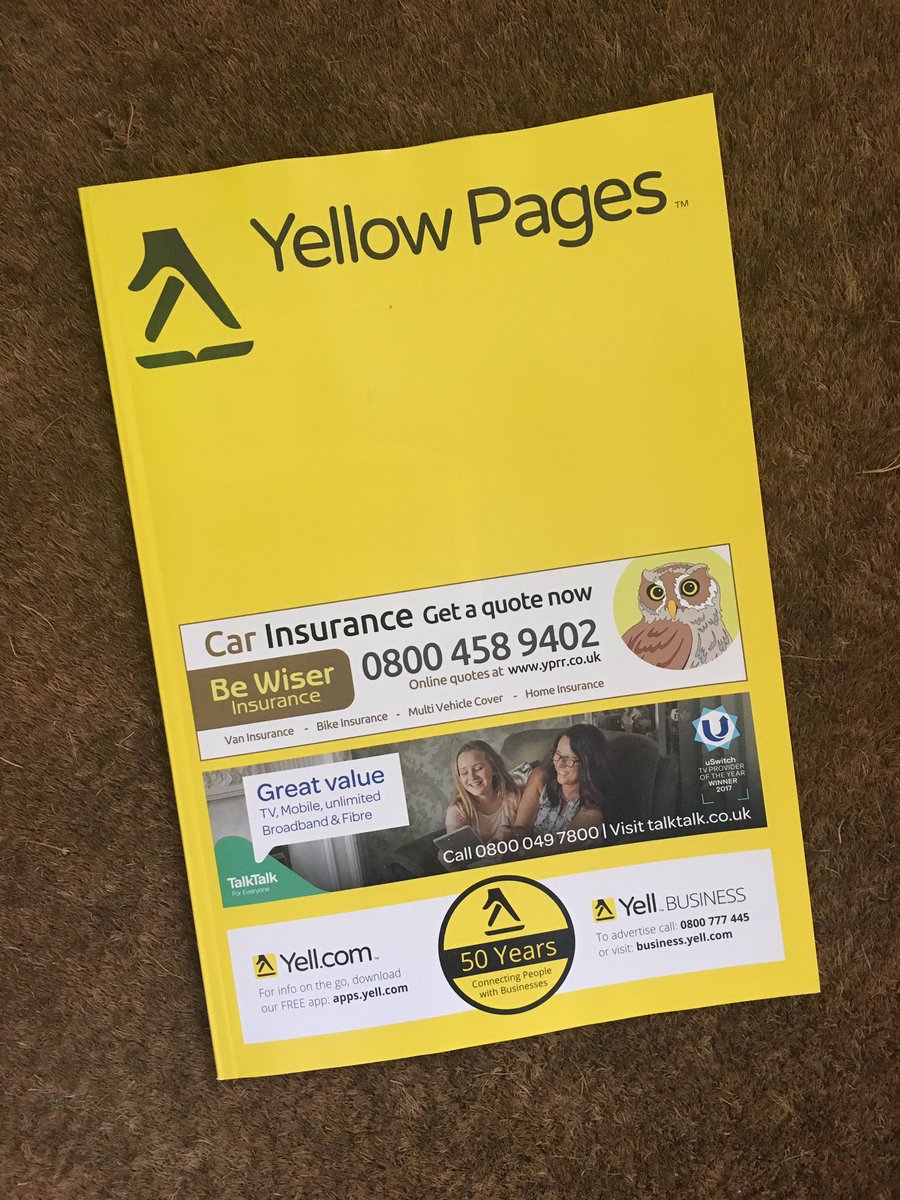 Yellow Pages™
Car Insurance Get a quote now
Be Wiser
Insurance
0800 458 9402
Online quotes at www.yprr.co.uk
Van Insurance - Bike Insurance - Multi Vehicle Cover - Home Insurance
Great value
TV, Mobile, unlimited
Broadband & Fibre
TalkTalk
For Everyone
uSwitch
TV PROVIDER
OF THE YEAR
WINNER
2017
Call 0800 049 7800 | Visit talktalk.co.uk
Yell.com™
For info on the go, download
our FREE app: apps.yell.com
50 Years
Connecting People
with Businesses
Yell™ BUSINESS
To advertise call: 0800 777 445
or visit: business.yell.com